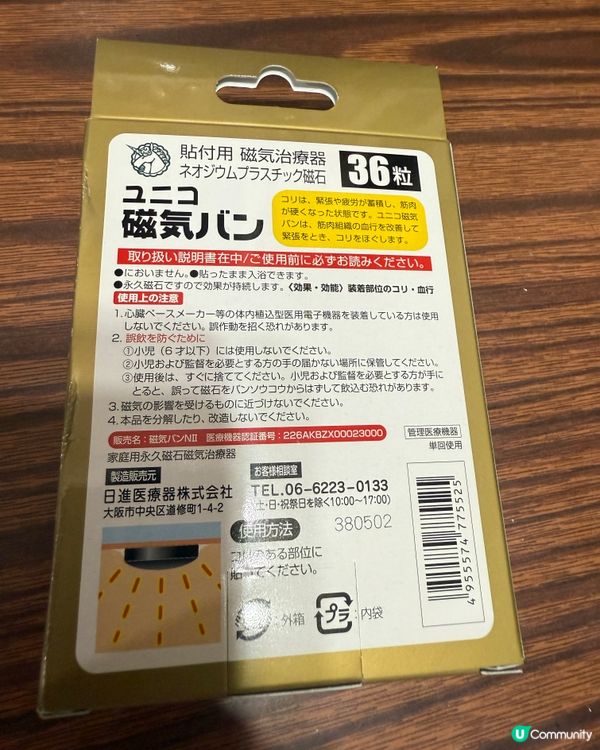 貼付用 磁気治療器
ネオジウムプラスチック磁石
36粒
ユニコ
磁気バン
コリは、緊張や疲労が蓄積し、筋肉
が硬くなった状態です。ユニコ磁気
バンは、筋肉組織の血行を改善して
緊張をとき、コリをほぐします。
取り扱い説明書在中/ご使用前に必ずお読みください。
●においません。●貼ったまま入浴できます。
●永久磁石ですので効果が持続します。〈効果・効能〉装着部位のコリ・血行
使用上の注意
1.心臓ペースメーカー等の体内植込型医用電子機器を装着している方は使用
しないでください。誤作動を招く恐れがあります。
2.誤飲を防ぐために
①小児(6才以下)には使用しないでください。
②小児および監督を必要とする方の手の届かない場所に保管してください。
③使用後は、すぐに捨ててください。小児および監督を必要とする方が手に
とると、誤って磁石をバンソウコウからはずして飲込む恐れがあります。
3.磁気の影響を受けるものに近づけないでください。
4.本品を分解したり、改造しないでください。
販売名:磁気バンNⅡ 医療機器認証番号:226AKBZX00023000
管理医療機器
単回使用
家庭用永久磁石磁気治療器
製造販売元
日進医療器株式会社
大阪市中央区道修町1-4-2
お客様相談室
TEL.06-6223-0133
(土・日・祝祭日を除く10:00〜17:00)
使用方法
380502
コリのある部位に
貼ってください。
:外箱
プラ
:内袋
4 955574 775525
U Community